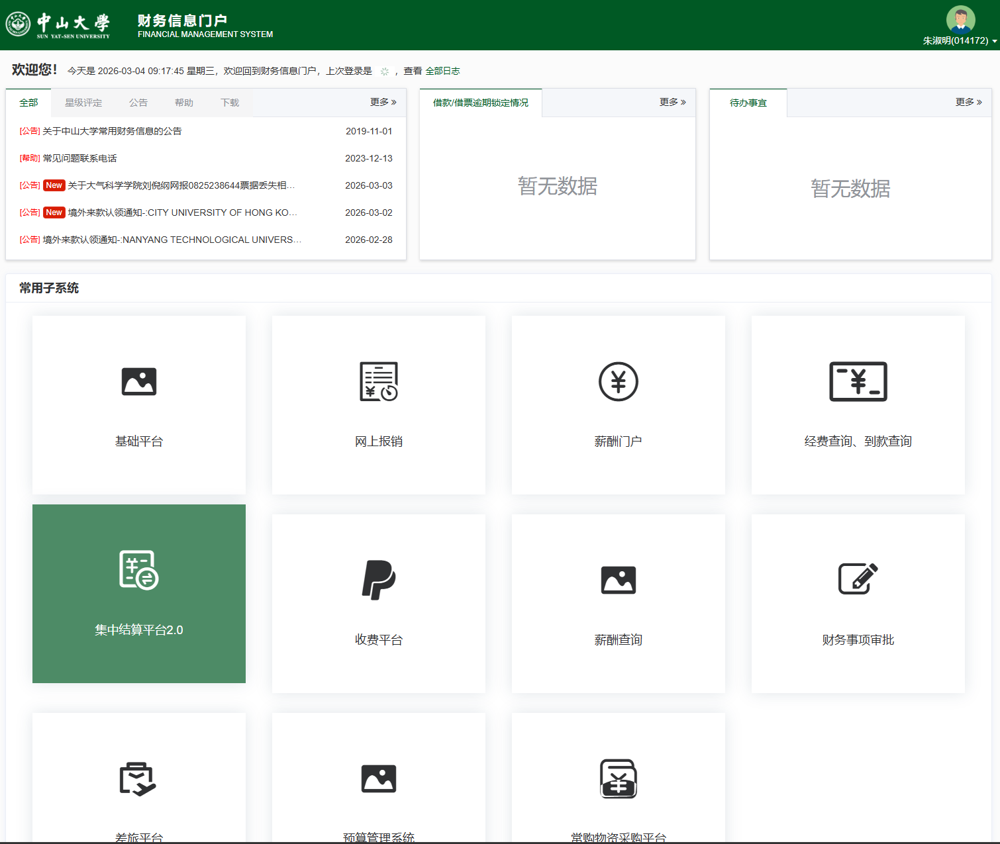 中山大學
SUN YAT-SEN UNIVERSITY
财务信息门户
FINANCIAL MANAGEMENT SYSTEM
朱淑明(014172)
欢迎您！ 今天是 2026-03-04 09:17:45 星期三，欢迎回到财务信息门户，上次登录是 ，查看 全部日志
全部 星级评定 公告 帮助 下载 更多 »
[公告] 关于中山大学常用财务信息的公告 2019-11-01
[帮助] 常见问题联系电话 2023-12-13
[公告] New 关于大气科学学院刘倪纲网报0825238644票据丢失相... 2026-03-03
[公告] New 境外来款认领通知-:CITY UNIVERSITY OF HONG KO... 2026-03-02
[公告] 境外来款认领通知-:NANYANG TECHNOLOGICAL UNIVERS... 2026-02-28
借款/借票逾期锁定情况 更多 »
暂无数据
待办事宜 更多 »
暂无数据
常用子系统
基础平台
网上报销
薪酬门户
经费查询、到款查询
集中结算平台2.0
收费平台
薪酬查询
财务事项审批
差旅平台
预算管理系统
常购物资采购平台